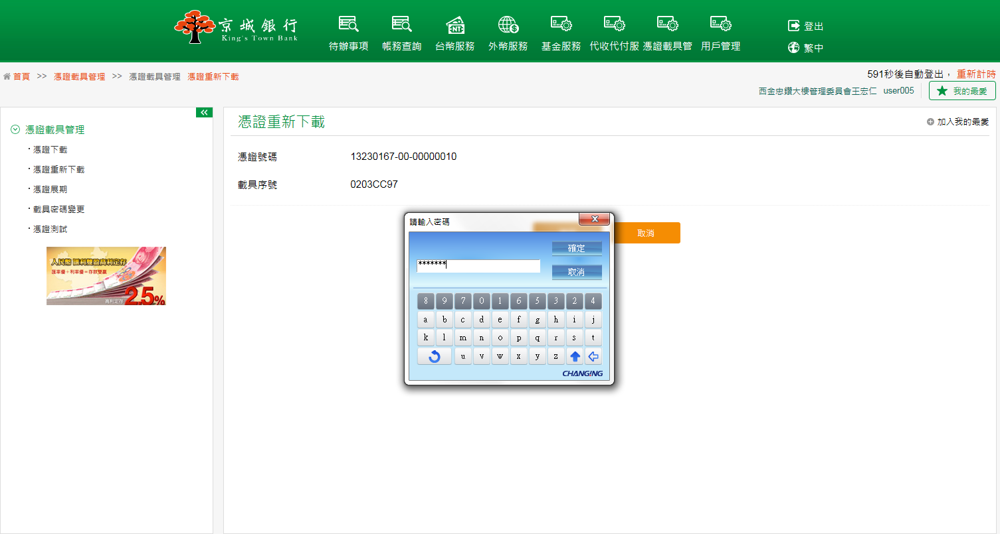 京城銀行
King's Town Bank
待辦事項 帳務查詢 台幣服務 外幣服務 基金服務 代收代付服 憑證載具管 用戶管理
NT
登出
繁中
首頁 >> 憑證載具管理 >> 憑證載具管理 憑證重新下載
591秒後自動登出， 重新計時
西金忠鑽大樓管理委員會王宏仁 user005
我的最愛
憑證載具管理
憑證下載
憑證重新下載
憑證展期
載具密碼變更
憑證測試
人民幣 匯利雙盈高利定存
匯率優+利率優=存款雙贏
高利定存 2.5%
憑證重新下載
加入我的最愛
憑證號碼 13230167-00-00000010
載具序號 0203CC97
取消
請輸入密碼
*******
確定
取消
8 9 7 0 1 6 5 3 2 4
a b c d e f g h i j
k l m n o p q r s t
u v w x y z
CHANGING